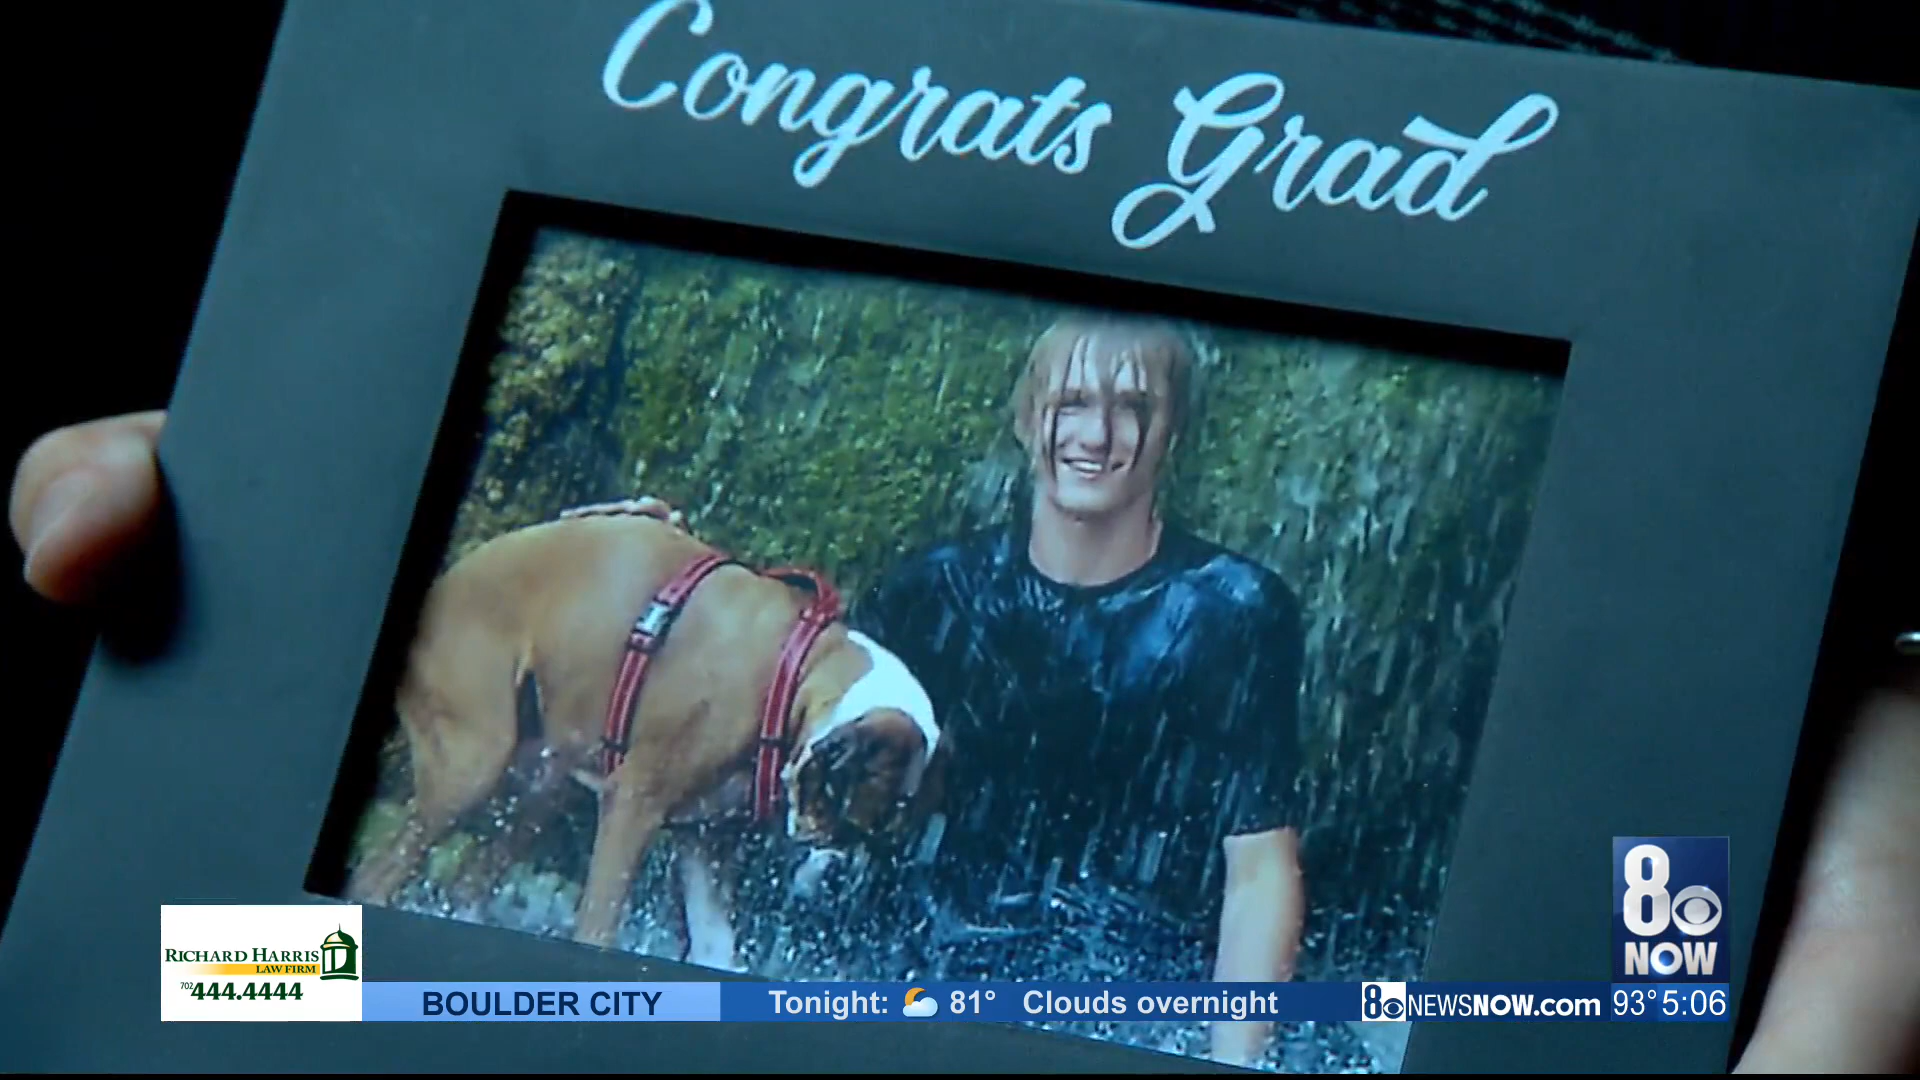 Congrats Grad
8
NOW
RICHARD HARRIS
LAW FIRM
702 444.4444
BOULDER CITY
Tonight: 81° Clouds overnight
8 NEWSNOW.com
93° 5:06